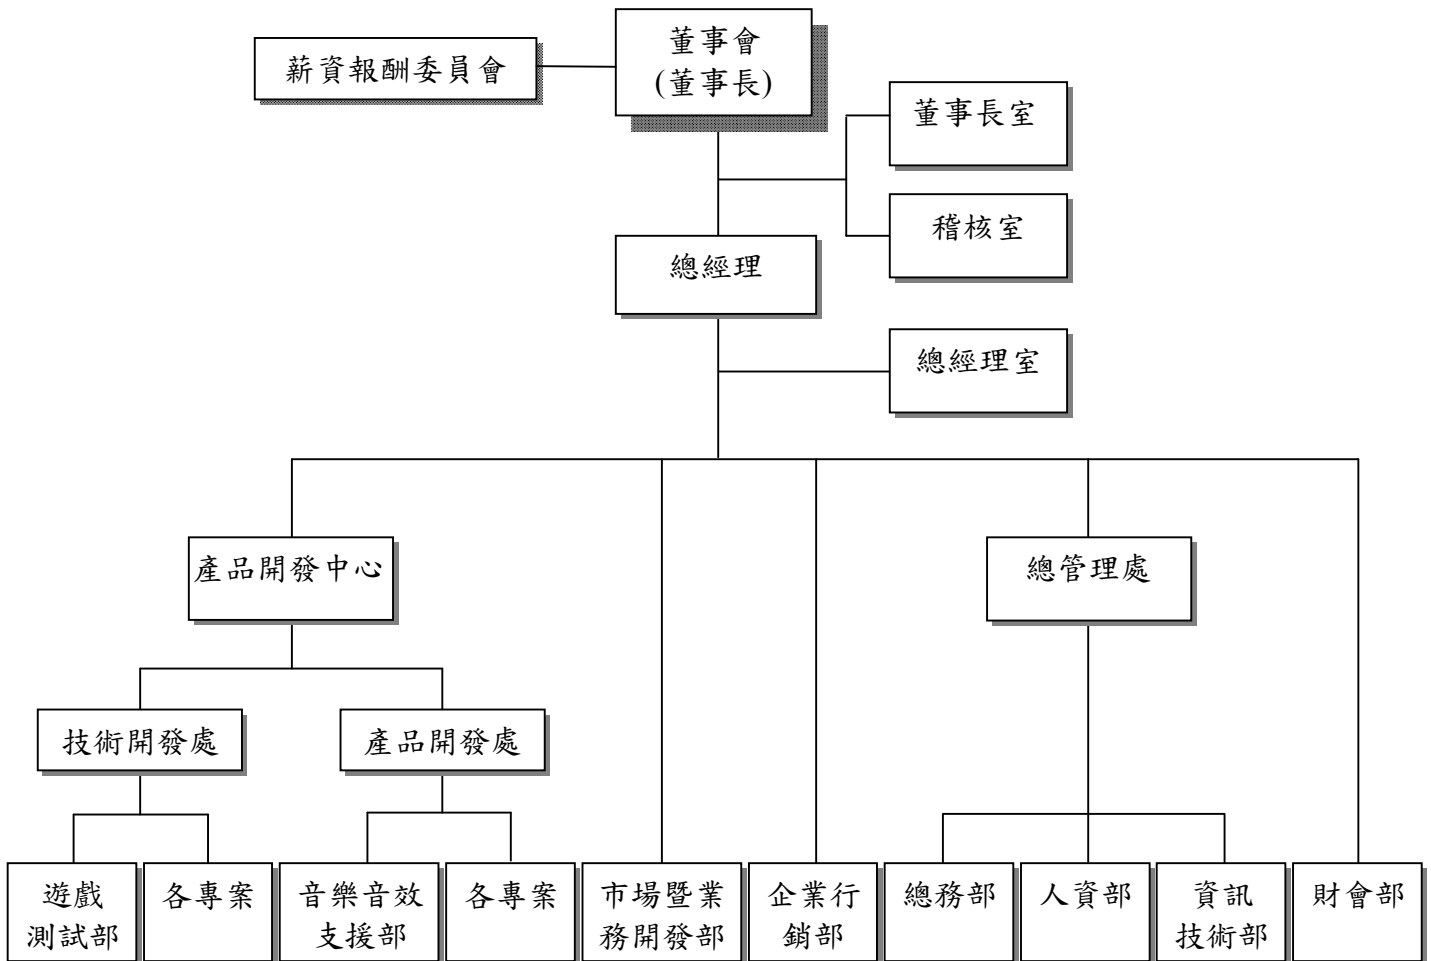 薪資報酬委員會
董事會
(董事長)
董事長室
稽核室
總經理
總經理室
產品開發中心
總管理處
技術開發處
產品開發處
遊戲
測試部
各專案
音樂音效
支援部
各專案
市場暨業
務開發部
企業行
銷部
總務部
人資部
資訊
技術部
財會部